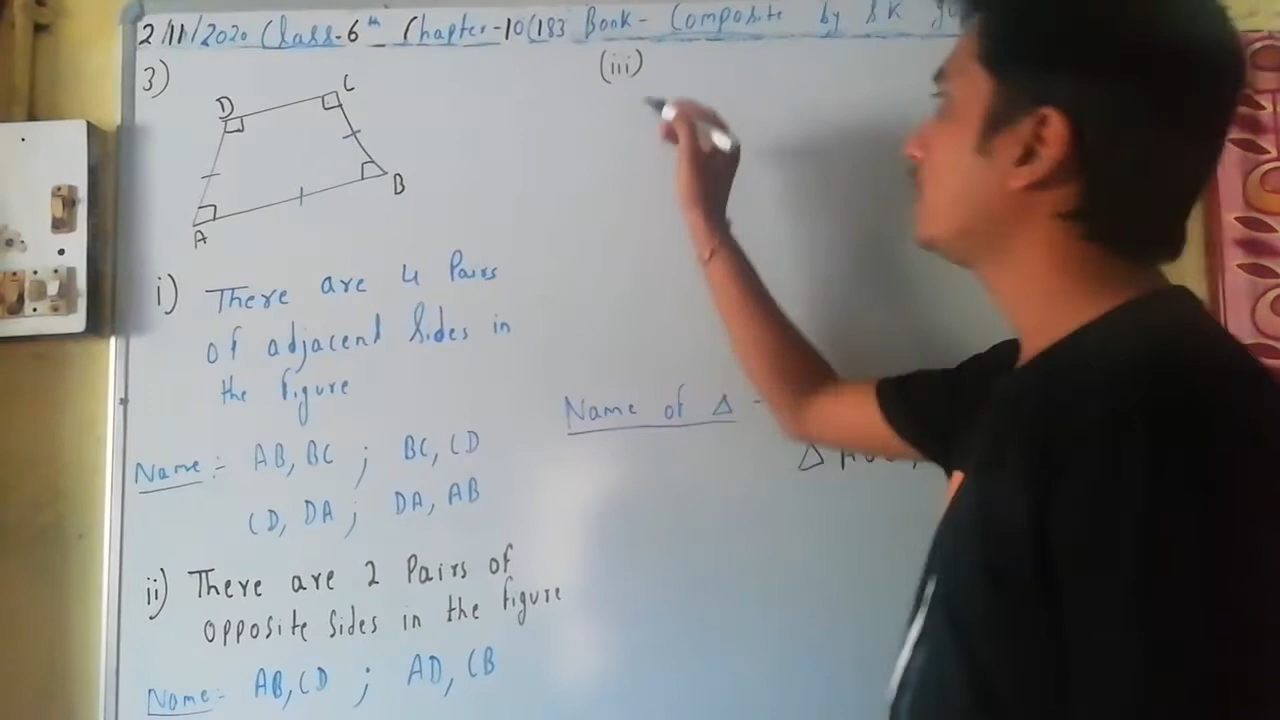 2/11/2020 Class-6th Chapter-10(183 Book- Composite by SK
3)
D C
B
A
i) There are 4 Pairs
of adjacent Sides in
the figure
Name:- AB, BC ; BC, CD
CD, DA ; DA, AB
ii) There are 2 Pairs of
opposite sides in the figure
Name:- AB, CD ; AD, CB
(iii)
Name of Δ -
Δ